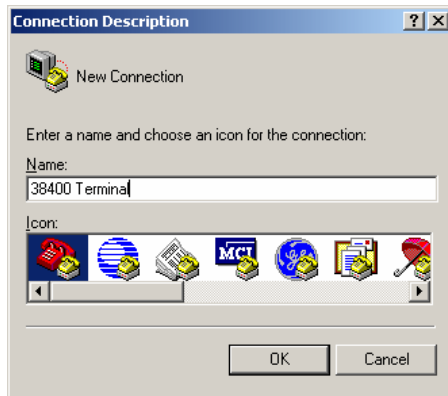 Connection Description
New Connection
Enter a name and choose an icon for the connection:
Name:
38400 Terminal
Icon:
MCI
OK
Cancel